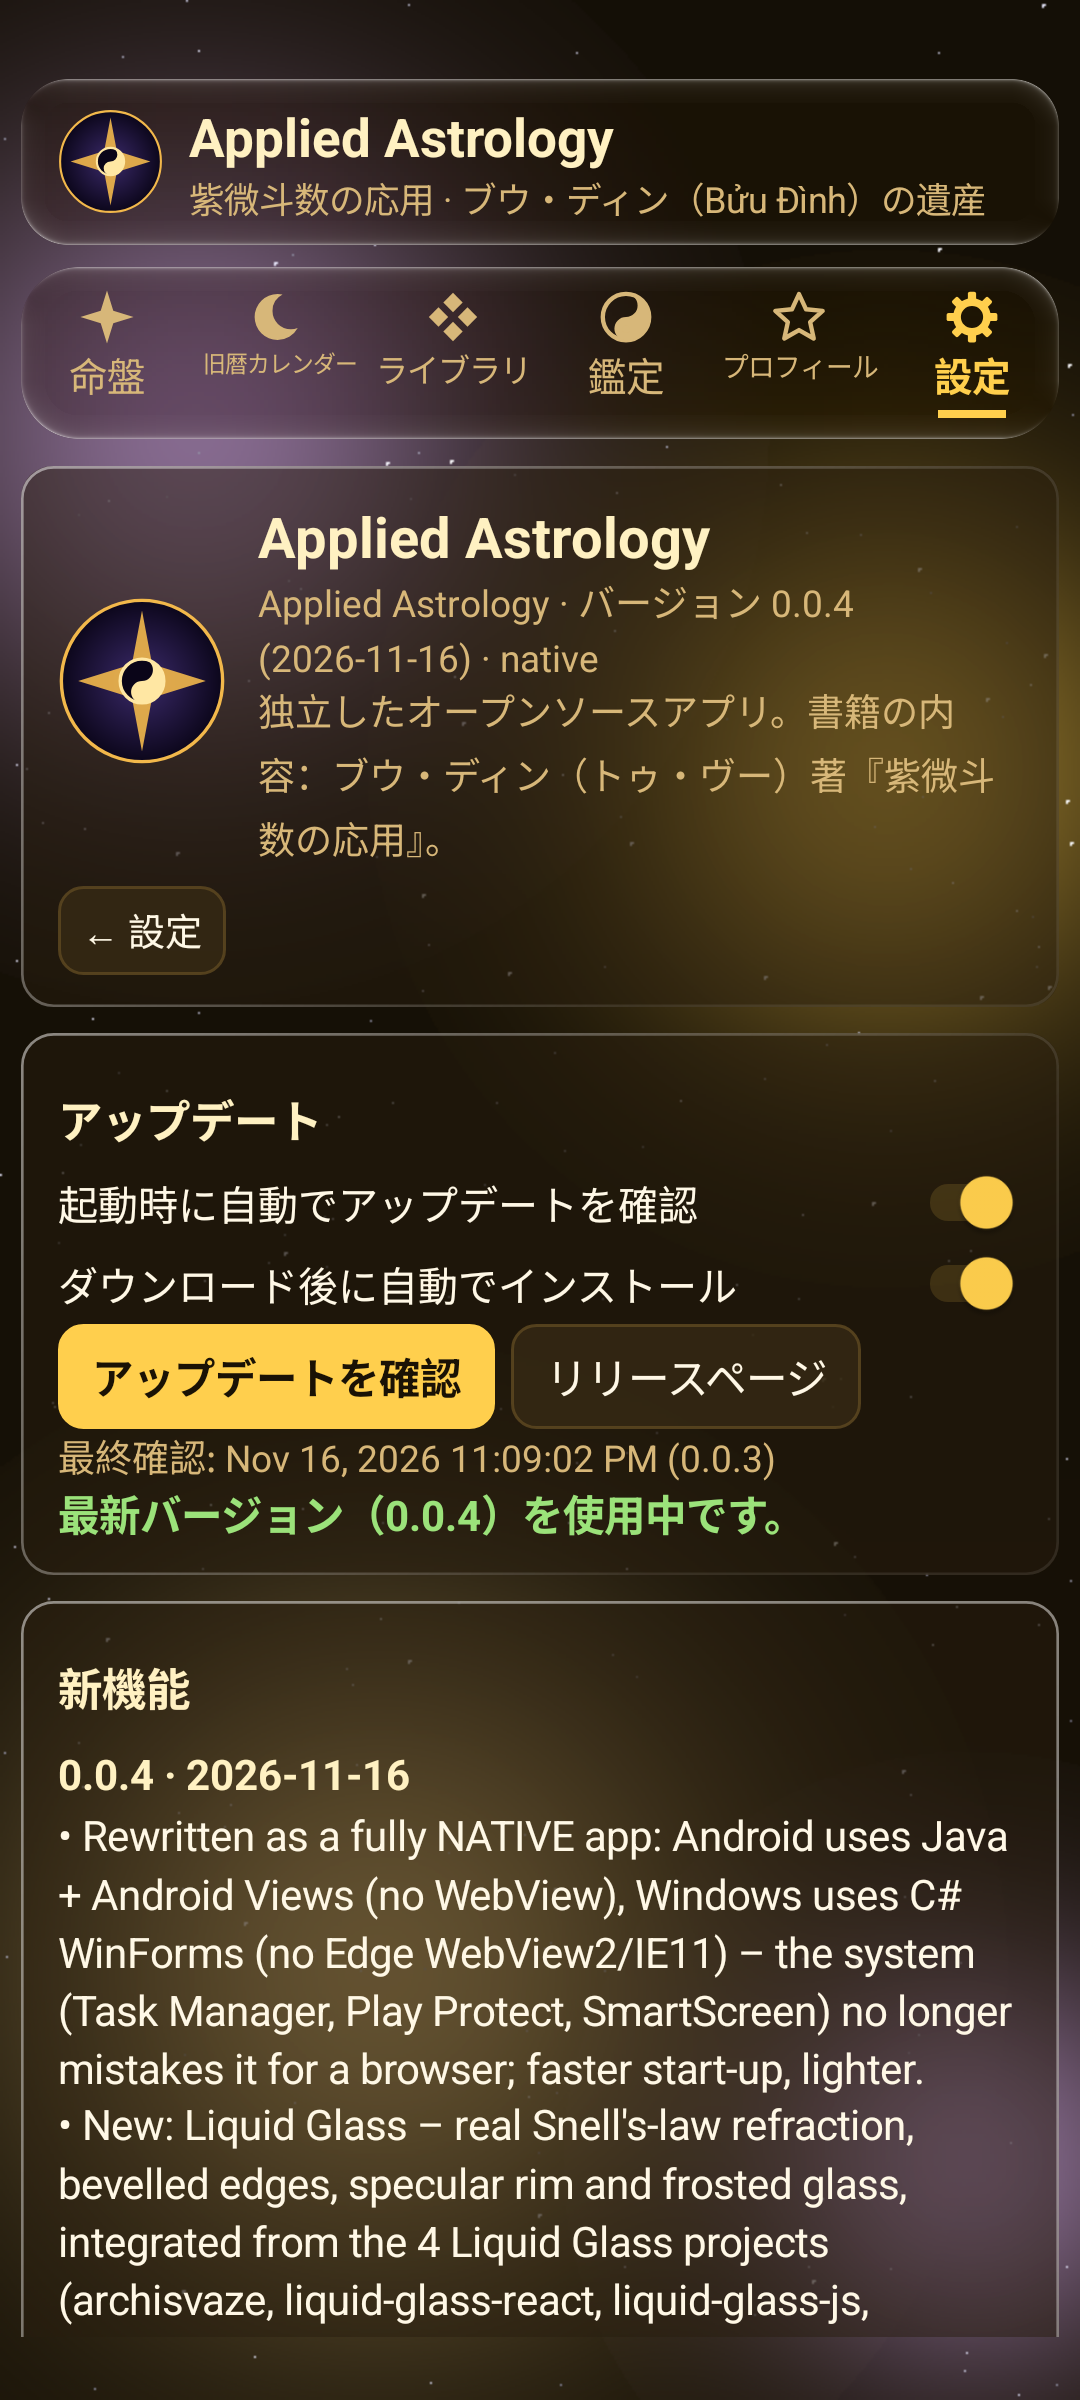 Applied Astrology
紫微斗数の応用 · ブウ・ディン（Bửu Đình）の遺産
命盤
旧暦カレンダー
ライブラリ
鑑定
プロフィール
設定
Applied Astrology
Applied Astrology · バージョン 0.0.4
(2026-11-16) · native
独立したオープンソースアプリ。書籍の内
容：ブウ・ディン（トゥ・ヴー）著『紫微斗
数の応用』。
← 設定
アップデート
起動時に自動でアップデートを確認
ダウンロード後に自動でインストール
アップデートを確認
リリースページ
最終確認: Nov 16, 2026 11:09:02 PM (0.0.3)
最新バージョン（0.0.4）を使用中です。
新機能
0.0.4 · 2026-11-16
• Rewritten as a fully NATIVE app: Android uses Java
+ Android Views (no WebView), Windows uses C#
WinForms (no Edge WebView2/IE11) – the system
(Task Manager, Play Protect, SmartScreen) no longer
mistakes it for a browser; faster start-up, lighter.
• New: Liquid Glass – real Snell's-law refraction,
bevelled edges, specular rim and frosted glass,
integrated from the 4 Liquid Glass projects
(archisvaze, liquid-glass-react, liquid-glass-js,